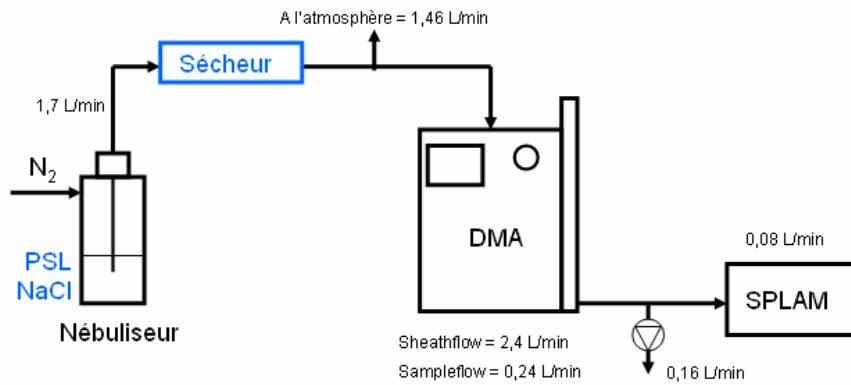 A l'atmosphère = 1,46 L/min
Sécheur
1,7 L/min
N2
PSL
NaCl
Nébuliseur
DMA
0,08 L/min
SPLAM
Sheathflow = 2,4 L/min
Sampleflow = 0,24 L/min
0,16 L/min